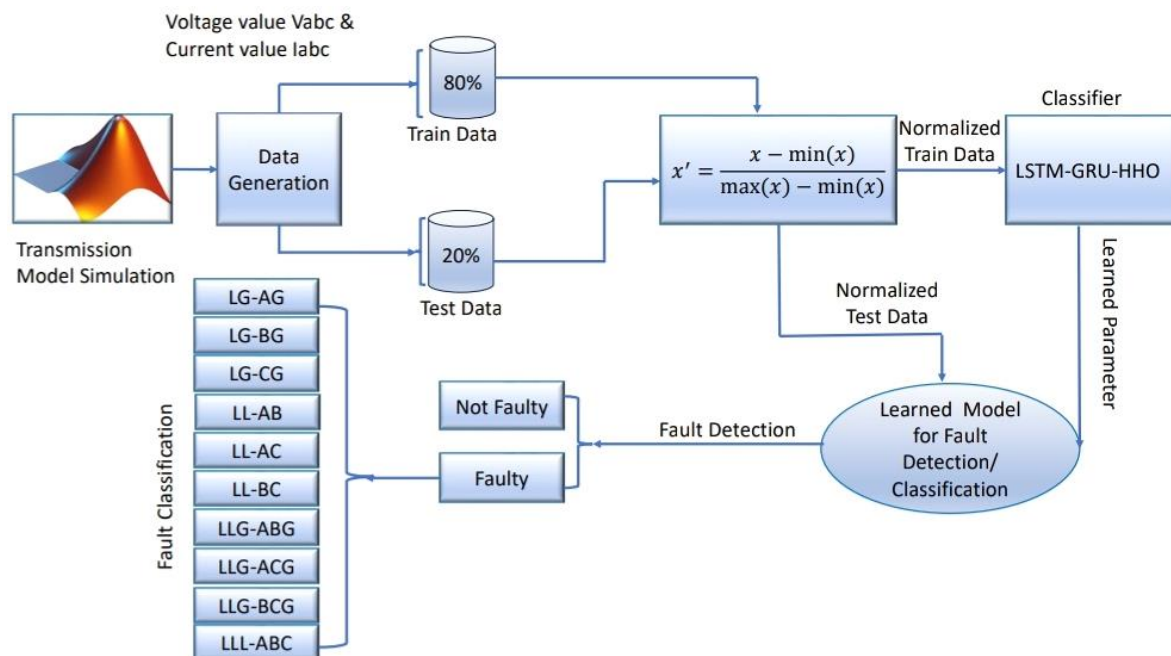 Voltage value Vabc &
Current value Iabc
80%
Train Data
Transmission
Model Simulation
Data
Generation
20%
Test Data
x′ = (x − min(x)) / (max(x) − min(x))
Normalized
Train Data
Classifier
LSTM-GRU-HHO
Normalized
Test Data
Learned Parameter
Learned Model
for Fault
Detection/
Classification
Fault Detection
Not Faulty
Faulty
Fault Classification
LG-AG
LG-BG
LG-CG
LL-AB
LL-AC
LL-BC
LLG-ABG
LLG-ACG
LLG-BCG
LLL-ABC